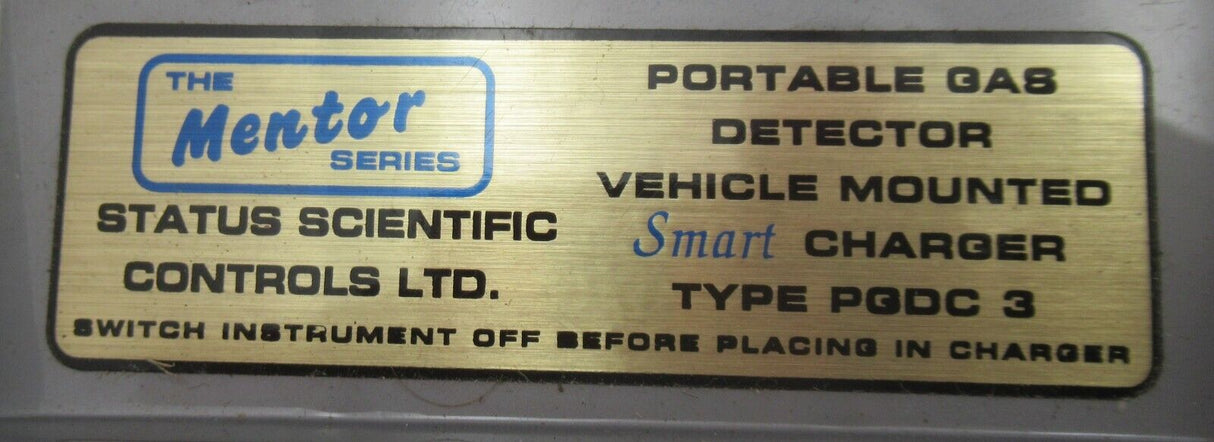 THE
Mentor
SERIES
STATUS SCIENTIFIC
CONTROLS LTD.
PORTABLE GAS
DETECTOR
VEHICLE MOUNTED
Smart CHARGER
TYPE PGDC 3
SWITCH INSTRUMENT OFF BEFORE PLACING IN CHARGER